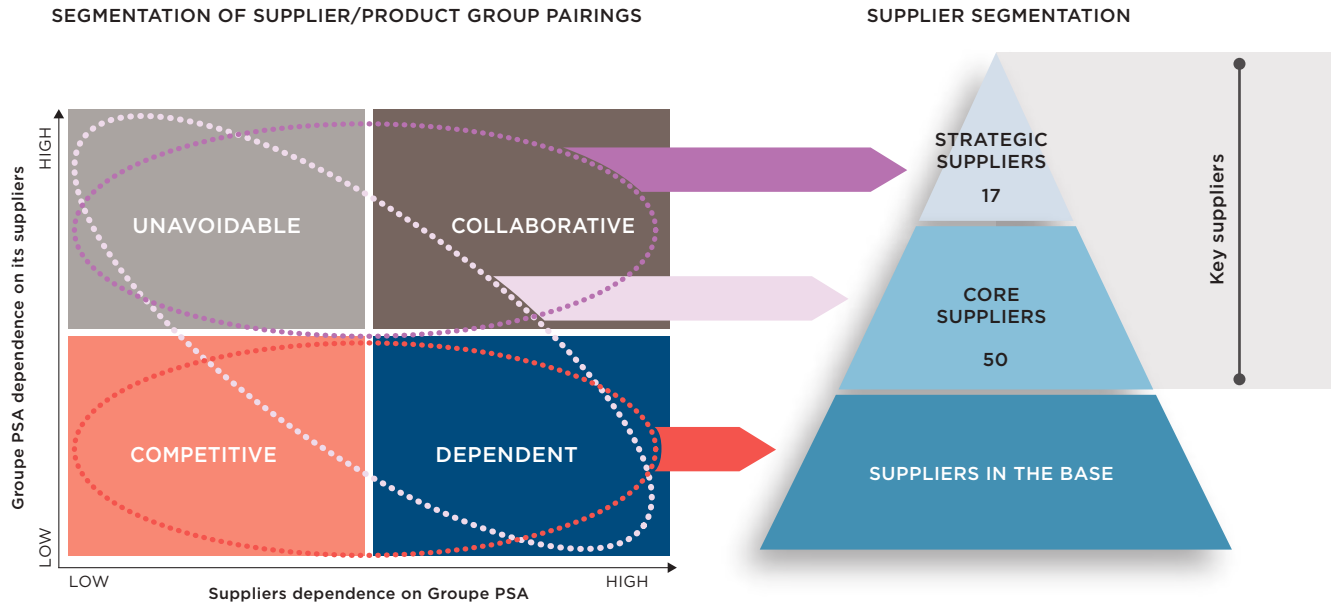 SEGMENTATION OF SUPPLIER/PRODUCT GROUP PAIRINGS
SUPPLIER SEGMENTATION
Groupe PSA dependence on its suppliers
HIGH
LOW
UNAVOIDABLE
COLLABORATIVE
COMPETITIVE
DEPENDENT
LOW
HIGH
Suppliers dependence on Groupe PSA
STRATEGIC
SUPPLIERS
17
CORE
SUPPLIERS
50
SUPPLIERS IN THE BASE
Key suppliers